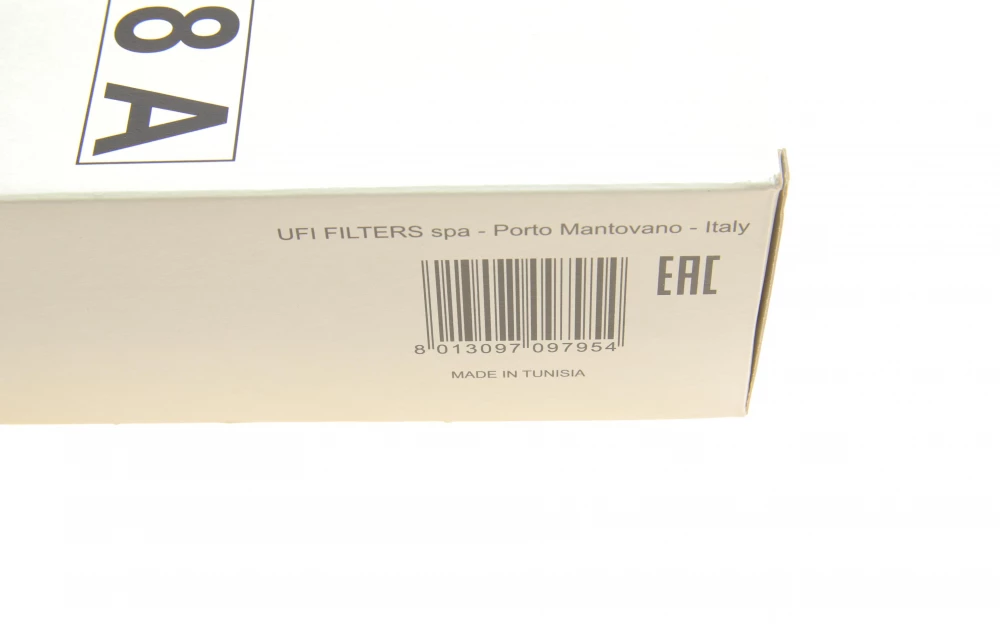 8 A
UFI FILTERS spa - Porto Mantovano - Italy
EAC
8 013097 097954
MADE IN TUNISIA